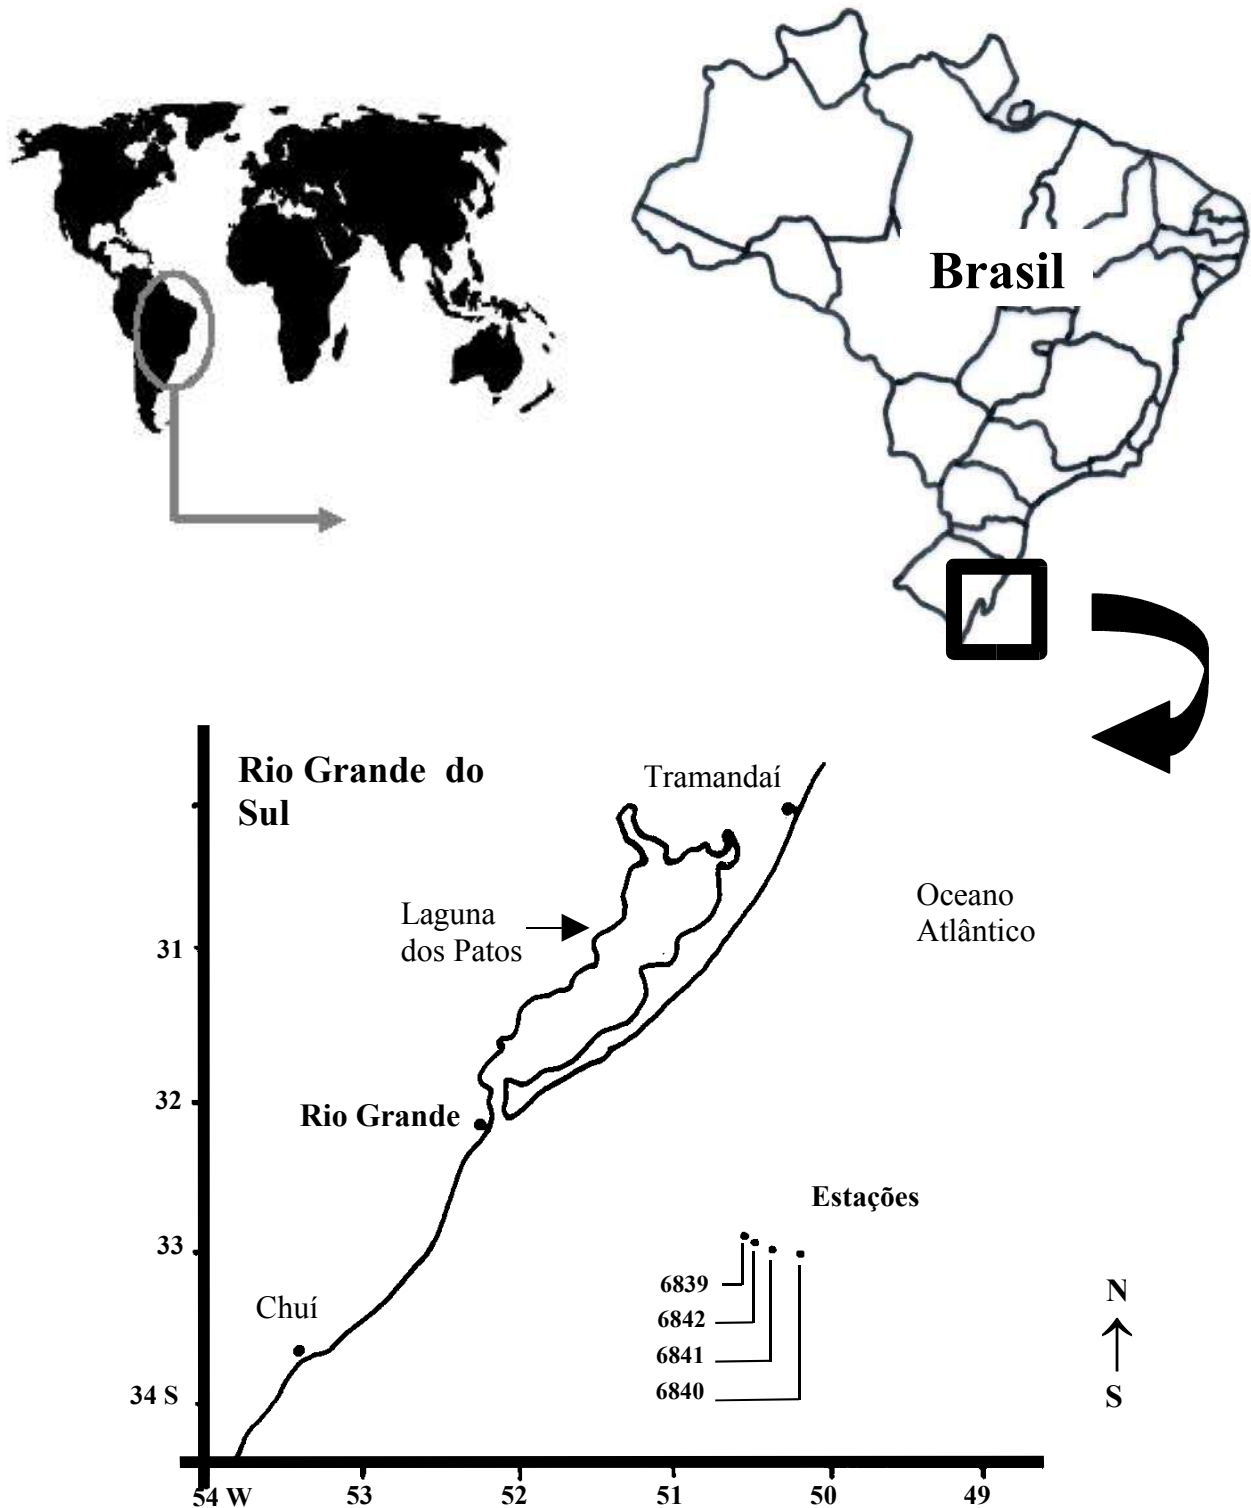 Brasil
Rio Grande do
Sul
Tramandaí
Oceano
Atlântico
Laguna
dos Patos
31
32
Rio Grande
Estações
33
6839
6842
6841
6840
N
S
Chuí
34 S
54 W
53
52
51
50
49